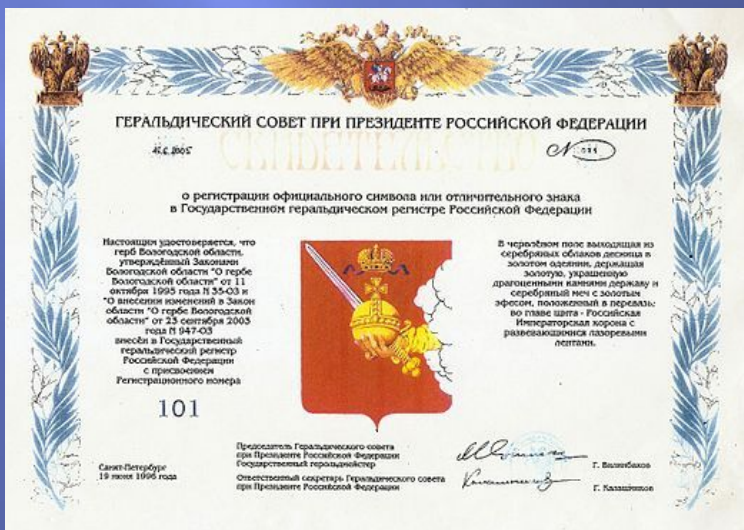 ГЕРАЛЬДИЧЕСКИЙ СОВЕТ ПРИ ПРЕЗИДЕНТЕ РОССИЙСКОЙ ФЕДЕРАЦИИ
СВИДЕТЕЛЬСТВО
2005
N
о регистрации официального символа или отличительного знака
в Государственном геральдическом регистре Российской Федерации
Настоящим удостоверяется, что
герб Вологодской области,
утверждённый Законами
Вологодской области "О гербе
Вологодской области" от 11
октября 1995 года N 35-ОЗ и
"О внесении изменений в Закон
области "О гербе Вологодской
области" от 23 сентября 2003
года N 947-ОЗ
внесён в Государственный
геральдический регистр
Российской Федерации
с присвоением
Регистрационного номера
101
В червлёном поле выходящая из
серебряных облаков десница в
золотом одеянии, держащая
золотую, украшенную
драгоценными камнями державу и
серебряный меч с золотым
эфесом, положенный в перевязь;
во главе щита - Российская
Императорская корона с
развевающимися лазоревыми
лентами.
Санкт-Петербург
19 июня 1996 года
Председатель Геральдического совета
при Президенте Российской Федерации
Государственный герольдмейстер
Г. Вилинбахов
Ответственный секретарь Геральдического совета
при Президенте Российской Федерации
Г. Калашников